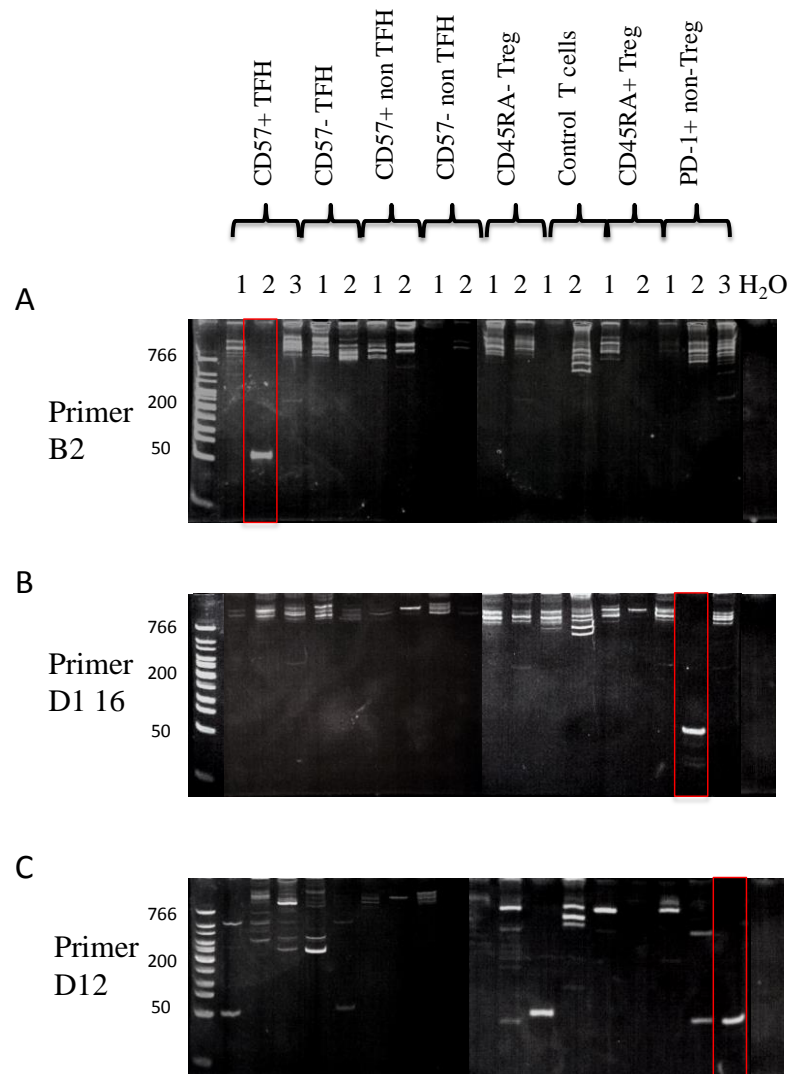 CD57+ TFH
CD57- TFH
CD57+ non TFH
CD57- non TFH
CD45RA- Treg
Control T cells
CD45RA+ Treg
PD-1+ non-Treg
1 2 3 1 2 1 2 1 2 1 2 1 2 1 2 1 2 3 H₂O
A
766
200
Primer
B2
50
B
766
Primer
200
D1 16
50
C
766
Primer
200
D12
50